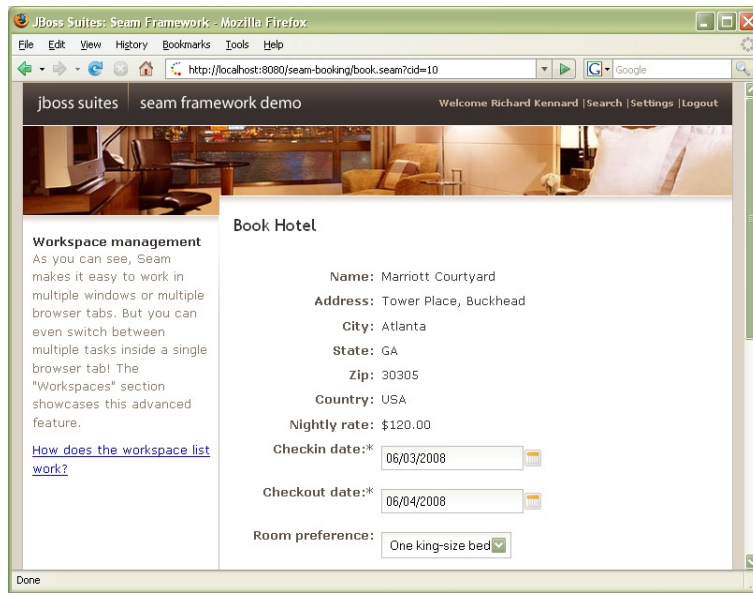 JBoss Suites: Seam Framework - Mozilla Firefox
File Edit View History Bookmarks Tools Help
http://localhost:8080/seam-booking/book.seam?cid=10
Google
jboss suites seam framework demo
Welcome Richard Kennard |Search |Settings |Logout
Book Hotel
Workspace management
As you can see, Seam
makes it easy to work in
multiple windows or multiple
browser tabs. But you can
even switch between
multiple tasks inside a single
browser tab! The
"Workspaces" section
showcases this advanced
feature.
How does the workspace list
work?
Name: Marriott Courtyard
Address: Tower Place, Buckhead
City: Atlanta
State: GA
Zip: 30305
Country: USA
Nightly rate: $120.00
Checkin date:* 06/03/2008
Checkout date:* 06/04/2008
Room preference: One king-size bed
Done